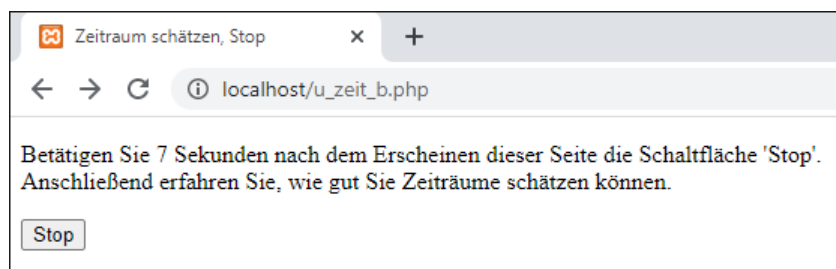 Zeitraum schätzen, Stop
localhost/u_zeit_b.php
Betätigen Sie 7 Sekunden nach dem Erscheinen dieser Seite die Schaltfläche 'Stop'.
Anschließend erfahren Sie, wie gut Sie Zeiträume schätzen können.
Stop